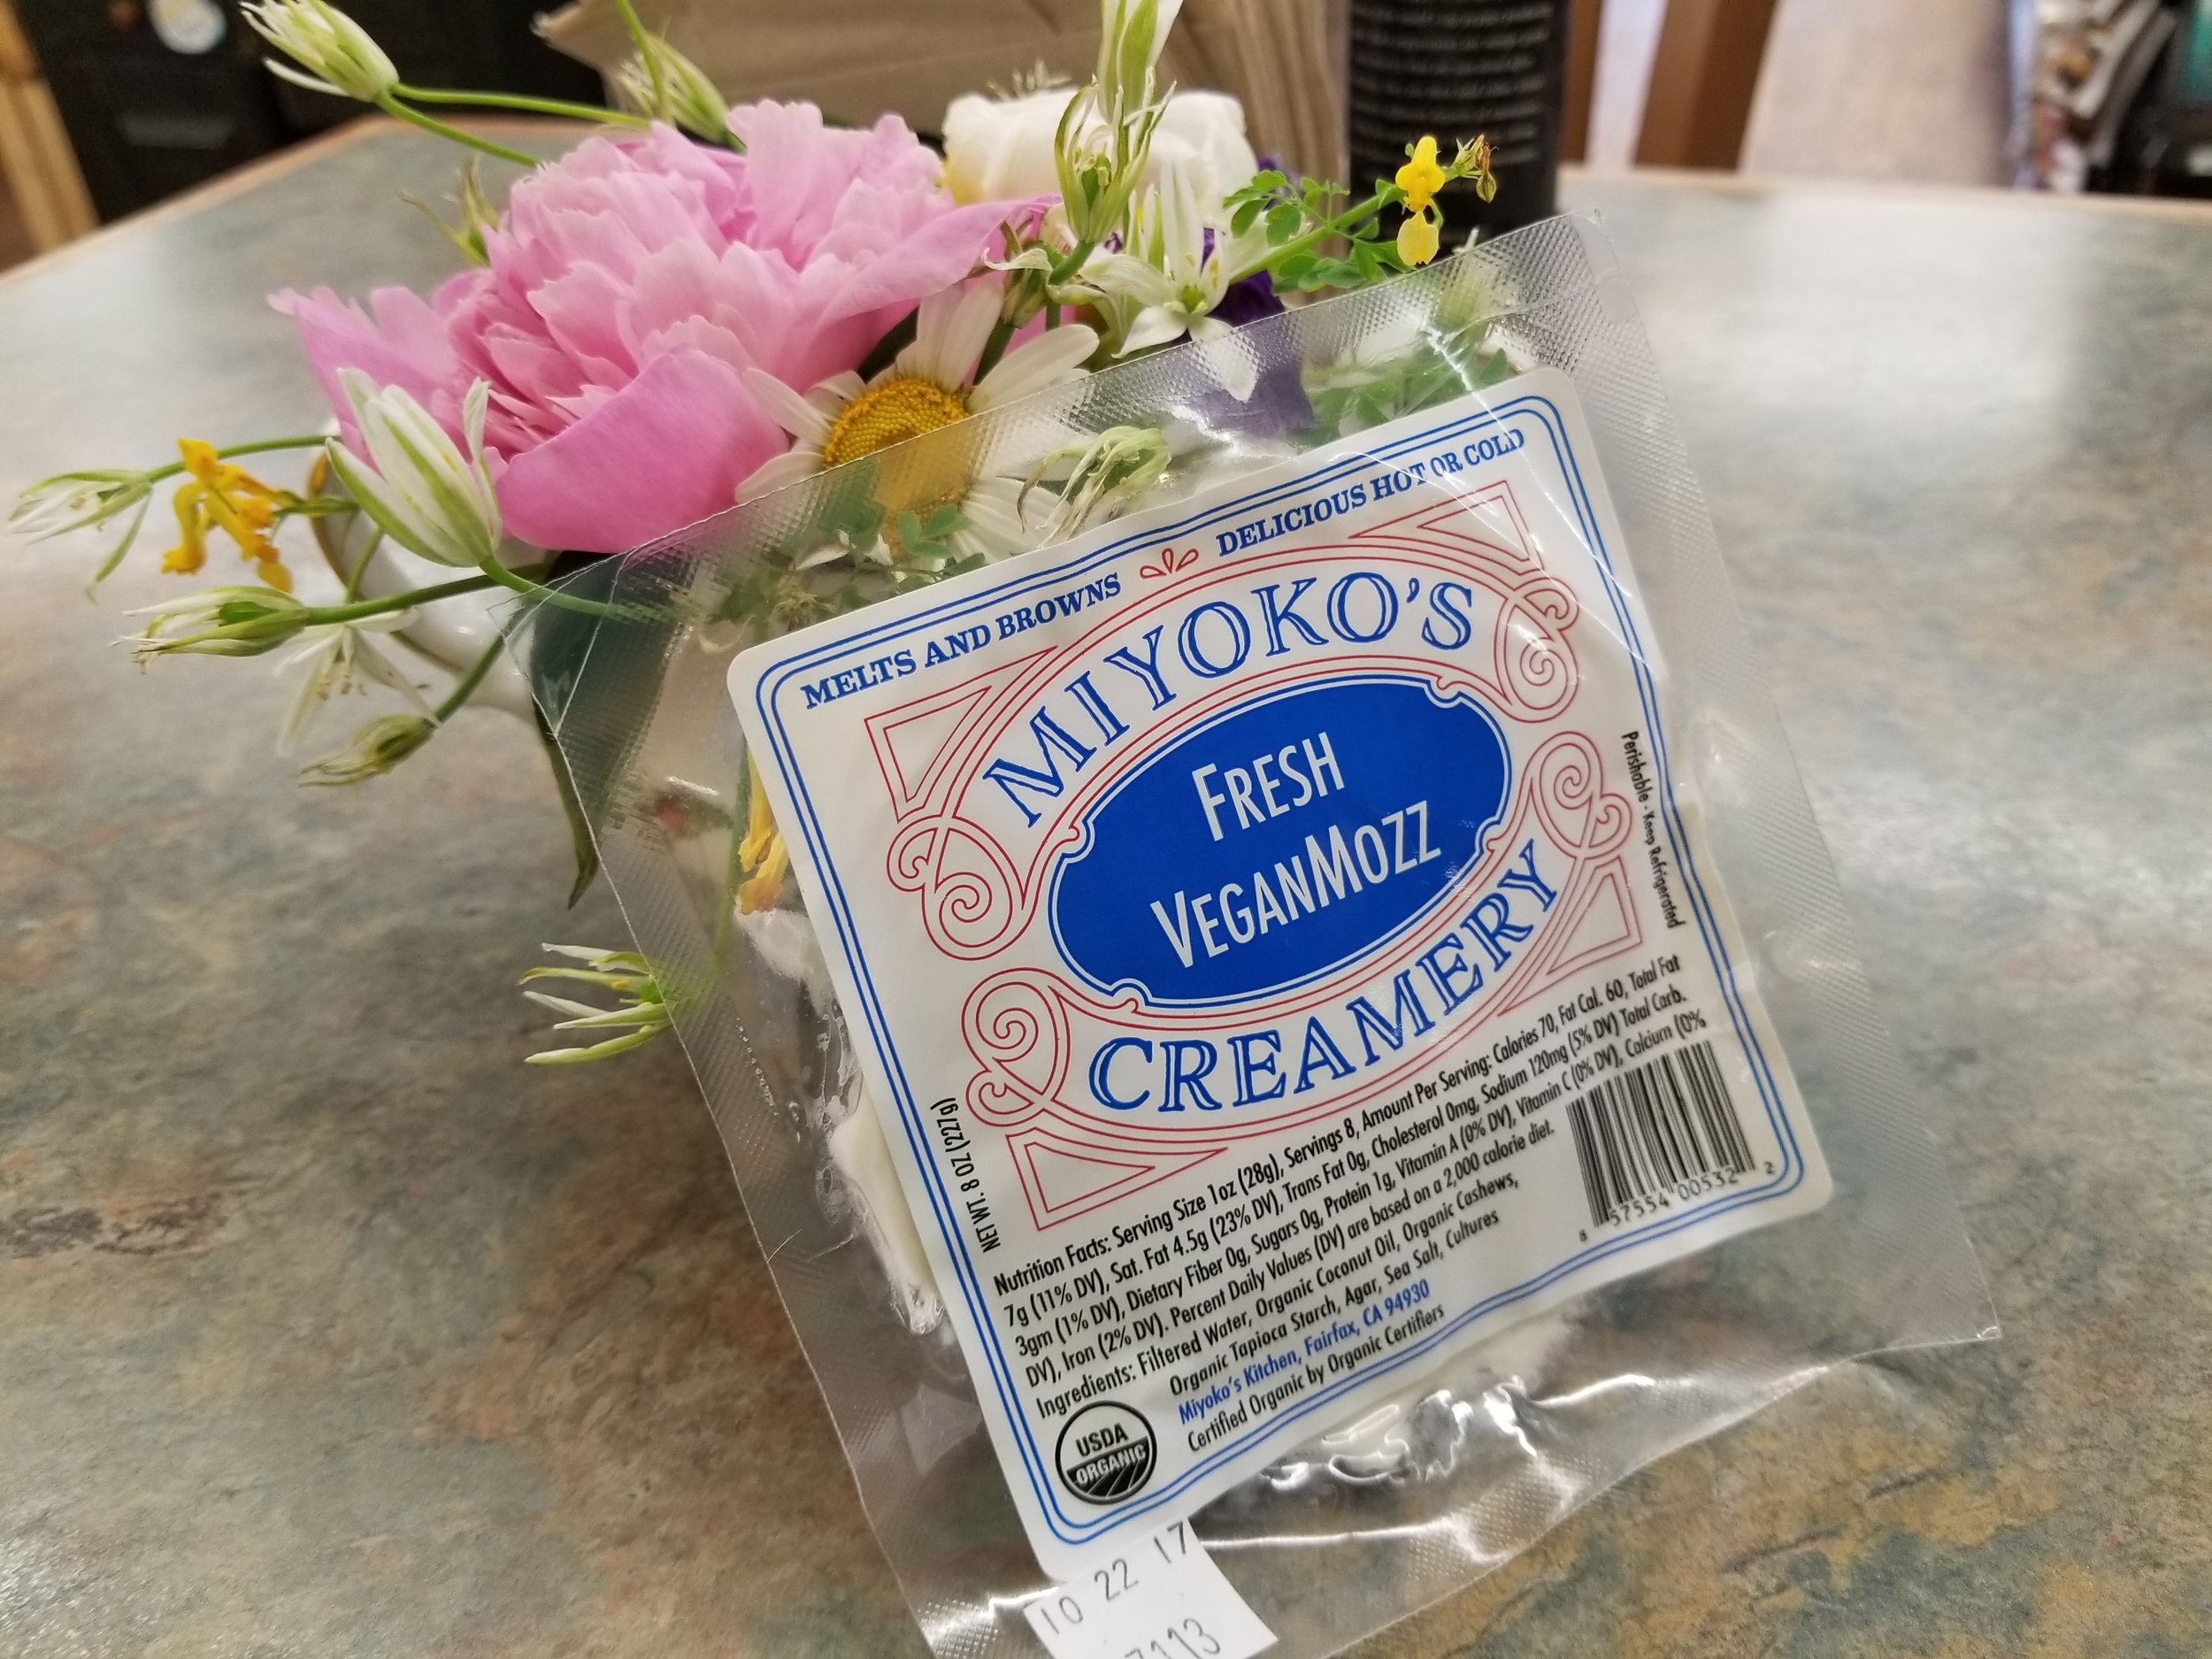 MELTS AND BROWNS DELICIOUS HOT OR COLD
MIYOKO'S
FRESH
VEGANMOZZ
CREAMERY
Perishable - Keep Refrigerated
NET WT. 8 OZ (227g)
Nutrition Facts: Serving Size 1oz (28g), Servings 8, Amount Per Serving: Calories 70, Fat Cal. 60, Total Fat
7g (11% DV), Sat. Fat 4.5g (23% DV), Trans Fat 0g, Cholesterol 0mg, Sodium 120mg (5% DV) Total Carb.
3gm (1% DV), Dietary Fiber 0g, Sugars 0g, Protein 1g, Vitamin A (0% DV), Vitamin C (0% DV), Calcium (0%
DV), Iron (2% DV). Percent Daily Values (DV) are based on a 2,000 calorie diet.
Ingredients: Filtered Water, Organic Coconut Oil, Organic Cashews,
Organic Tapioca Starch, Agar, Sea Salt, Cultures
Miyoko's Kitchen, Fairfax, CA 94930
Certified Organic by Organic Certifiers
8 57554 00532 2
USDA
ORGANIC
10 22 17
7113